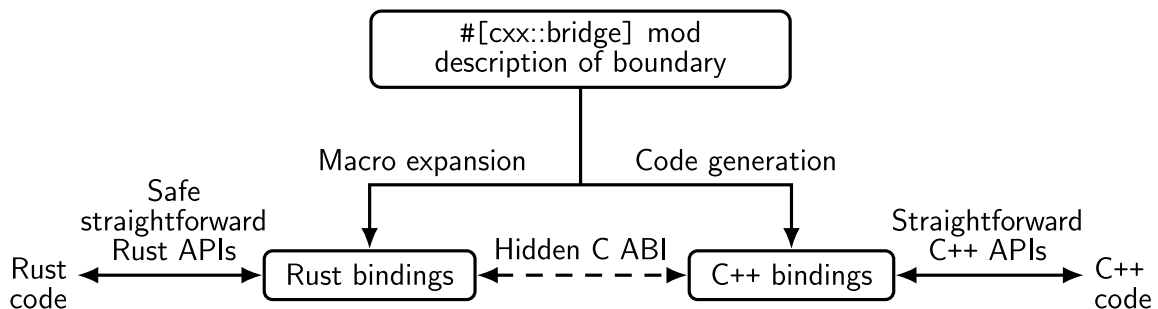 #[cxx::bridge] mod
description of boundary
Macro expansion
Code generation
Safe
straightforward
Rust APIs
Straightforward
C++ APIs
Hidden C ABI
Rust
code
Rust bindings
C++ bindings
C++
code